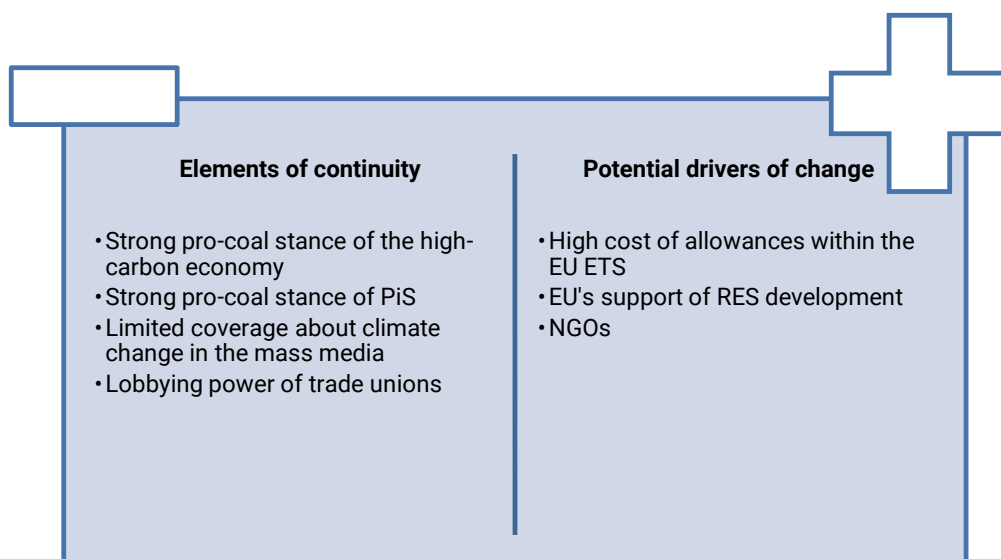 Elements of continuity
•Strong pro-coal stance of the high-
carbon economy
•Strong pro-coal stance of PiS
•Limited coverage about climate
change in the mass media
•Lobbying power of trade unions
Potential drivers of change
•High cost of allowances within the
EU ETS
•EU's support of RES development
•NGOs